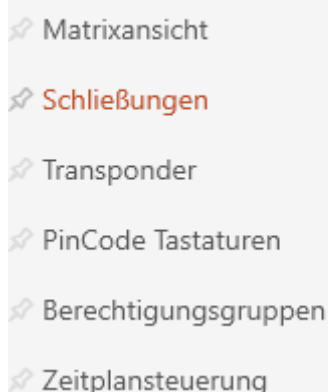 Matrixansicht
Schließungen
Transponder
PinCode Tastaturen
Berechtigungsgruppen
Zeitplansteuerung